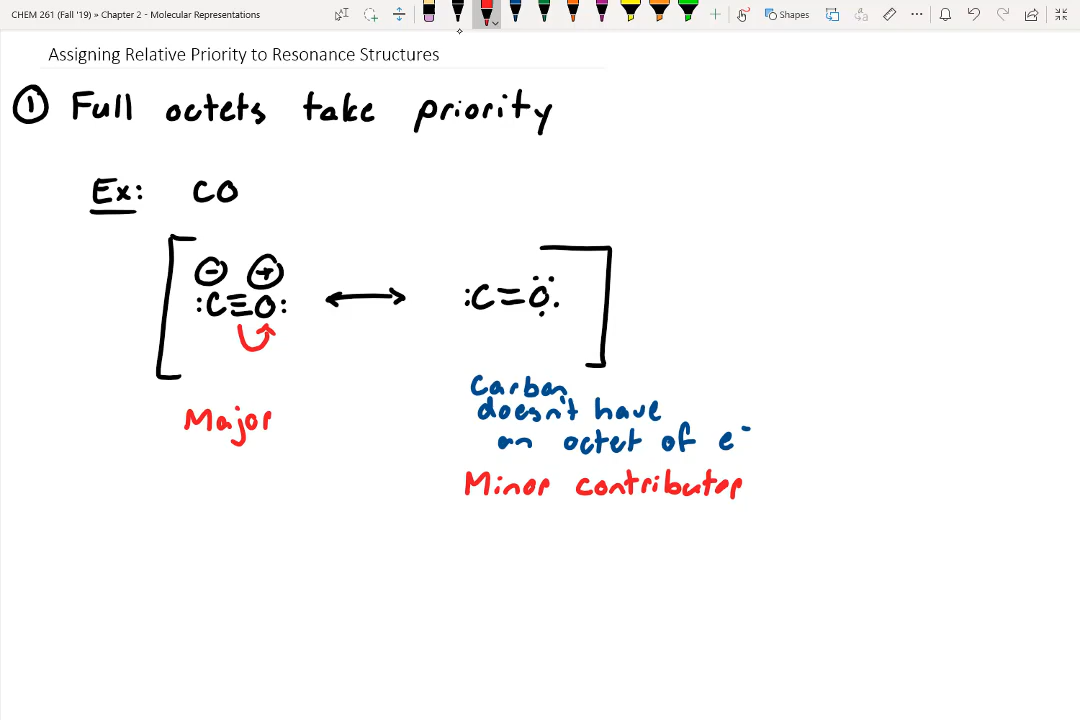 CHEM 261 (Fall '19) » Chapter 2 - Molecular Representations
Shapes
Assigning Relative Priority to Resonance Structures
① Full octets take priority
Ex: CO
⊖ ⊕
:C≡O: ↔ :C=Ö:
Carbon
doesn't have
an octet of e⁻
Major
Minor contributor